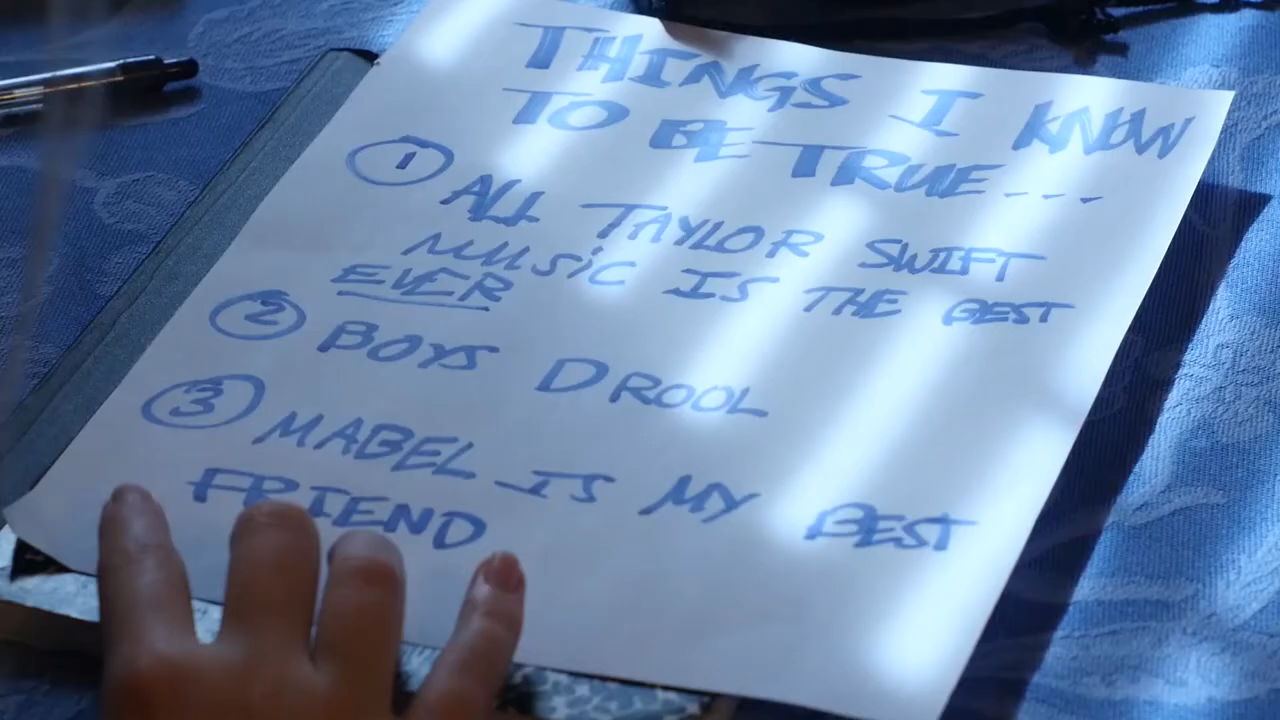 THINGS I KNOW
TO BE TRUE....
1 ALL TAYLOR SWIFT
MUSiC IS THE BEST
EVER
2 BOYS DROOL
3 MABEL IS MY BEST
FRIEND